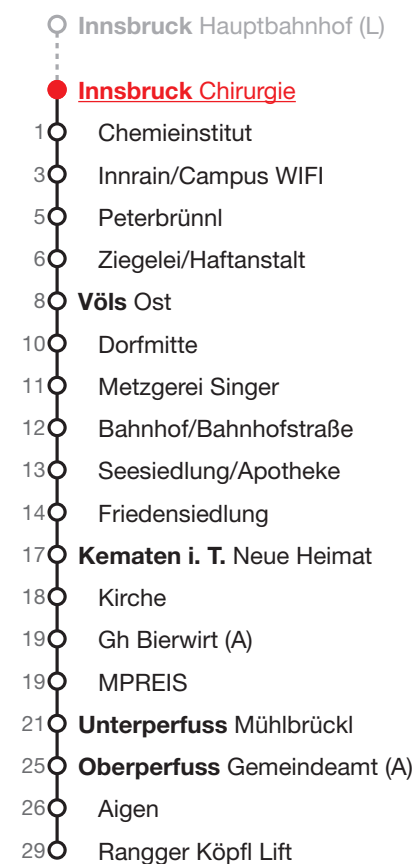 Innsbruck Hauptbahnhof (L)
Innsbruck Chirurgie
1 Chemieinstitut
3 Innrain/Campus WIFI
5 Peterbrünnl
6 Ziegelei/Haftanstalt
8 Völs Ost
10 Dorfmitte
11 Metzgerei Singer
12 Bahnhof/Bahnhofstraße
13 Seesiedlung/Apotheke
14 Friedensiedlung
17 Kematen i. T. Neue Heimat
18 Kirche
19 Gh Bierwirt (A)
19 MPREIS
21 Unterperfuss Mühlbrückl
25 Oberperfuss Gemeindeamt (A)
26 Aigen
29 Rangger Köpfl Lift